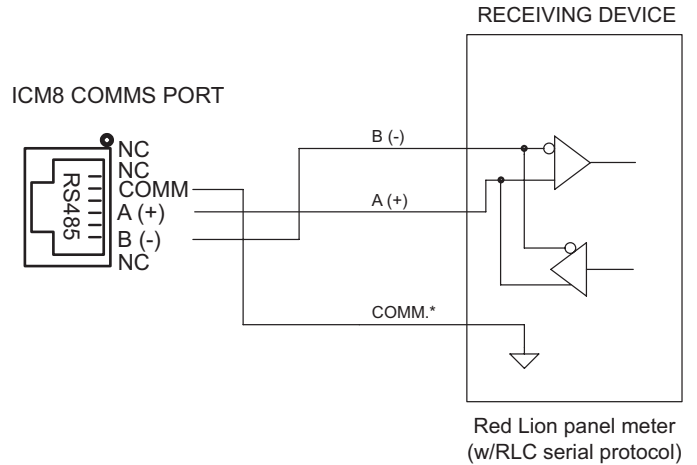 RECEIVING DEVICE
ICM8 COMMS PORT
NC
NC
COMM
A (+)
B (-)
NC
RS485
B (-)
A (+)
COMM.*
Red Lion panel meter
(w/RLC serial protocol)